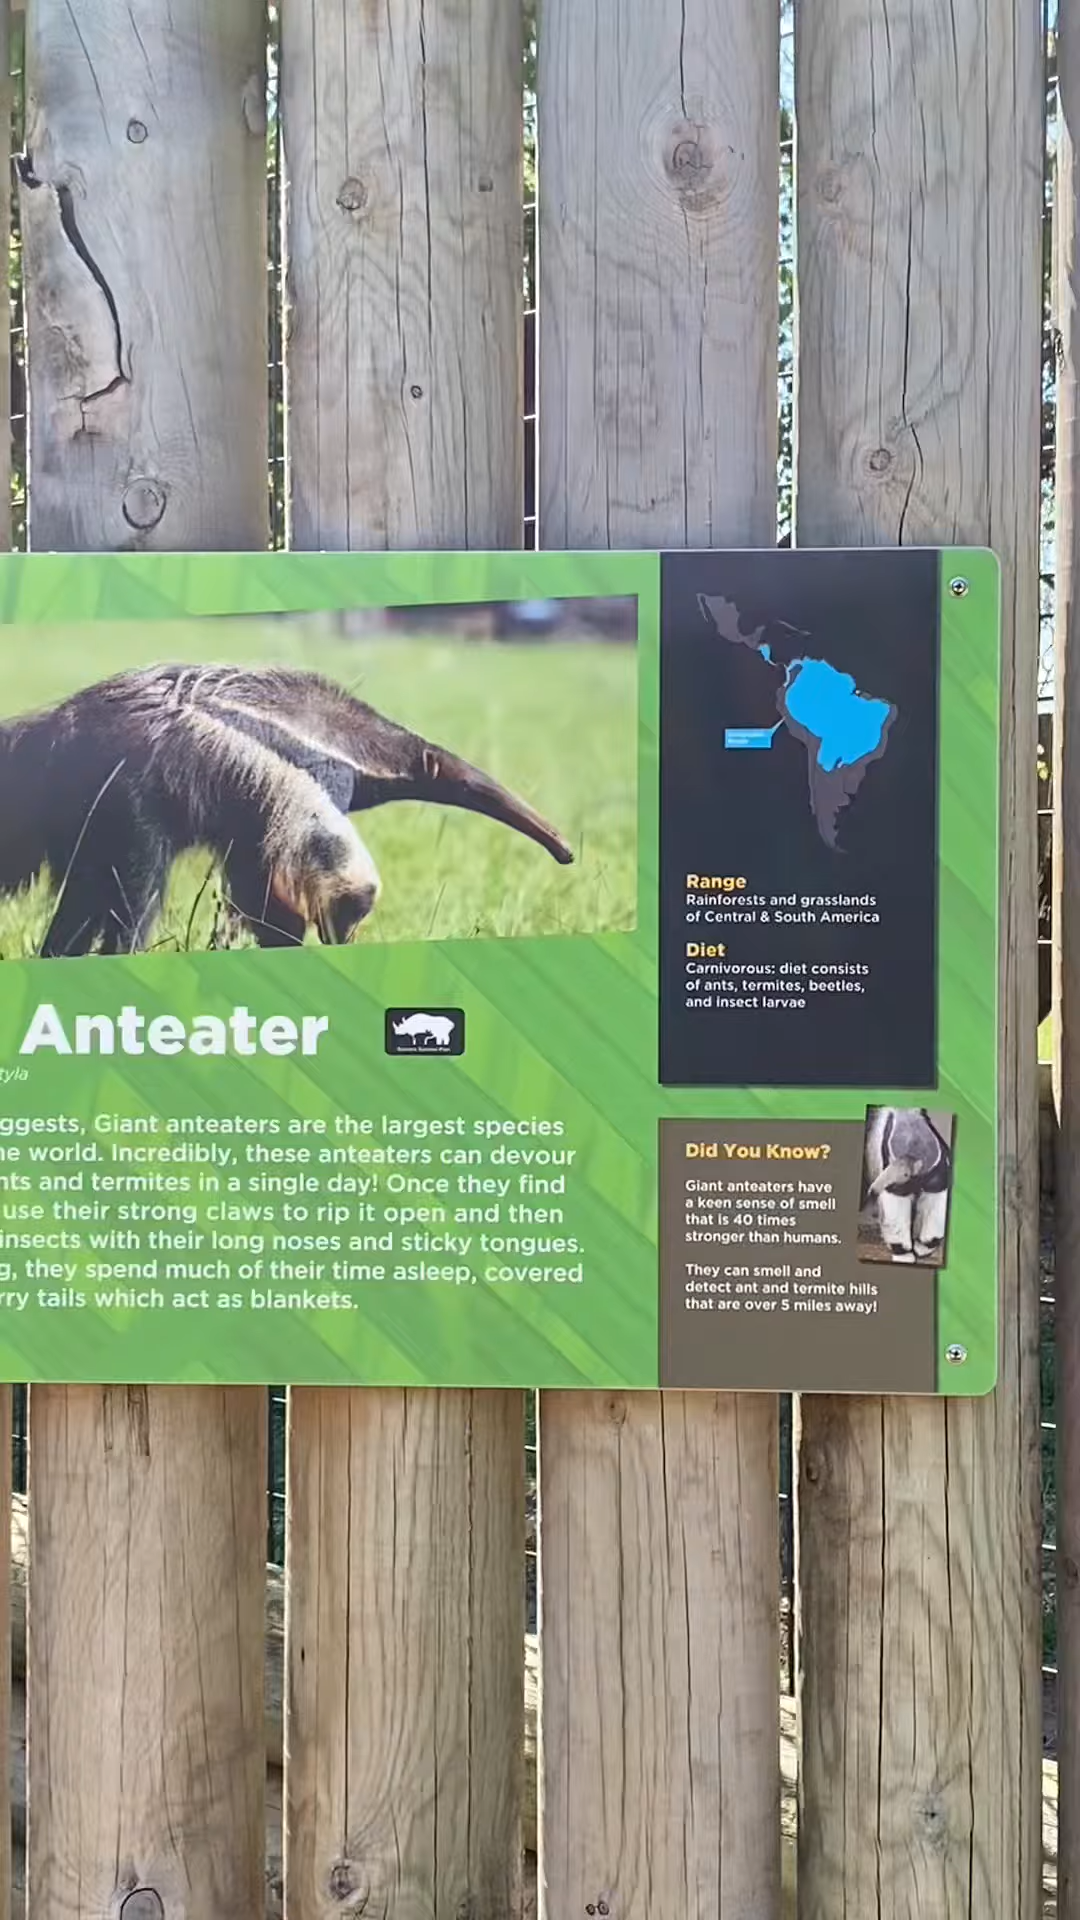 Anteater
tyla
ggests, Giant anteaters are the largest species
he world. Incredibly, these anteaters can devour
nts and termites in a single day! Once they find
use their strong claws to rip it open and then
insects with their long noses and sticky tongues.
g, they spend much of their time asleep, covered
rry tails which act as blankets.
Range
Rainforests and grasslands
of Central & South America
Diet
Carnivorous: diet consists
of ants, termites, beetles,
and insect larvae
Did You Know?
Giant anteaters have
a keen sense of smell
that is 40 times
stronger than humans.
They can smell and
detect ant and termite hills
that are over 5 miles away!